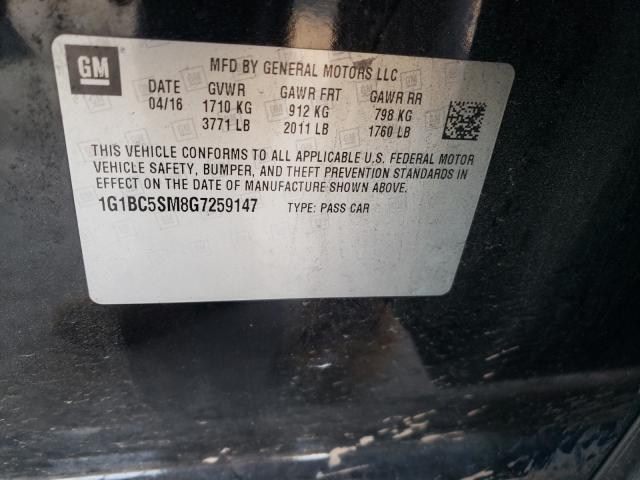 GM
MFD BY GENERAL MOTORS LLC
DATE GVWR GAWR FRT GAWR RR
04/16 1710 KG 912 KG 798 KG
3771 LB 2011 LB 1760 LB
THIS VEHICLE CONFORMS TO ALL APPLICABLE U.S. FEDERAL MOTOR
VEHICLE SAFETY, BUMPER, AND THEFT PREVENTION STANDARDS IN
EFFECT ON THE DATE OF MANUFACTURE SHOWN ABOVE.
1G1BC5SM8G7259147 TYPE: PASS CAR